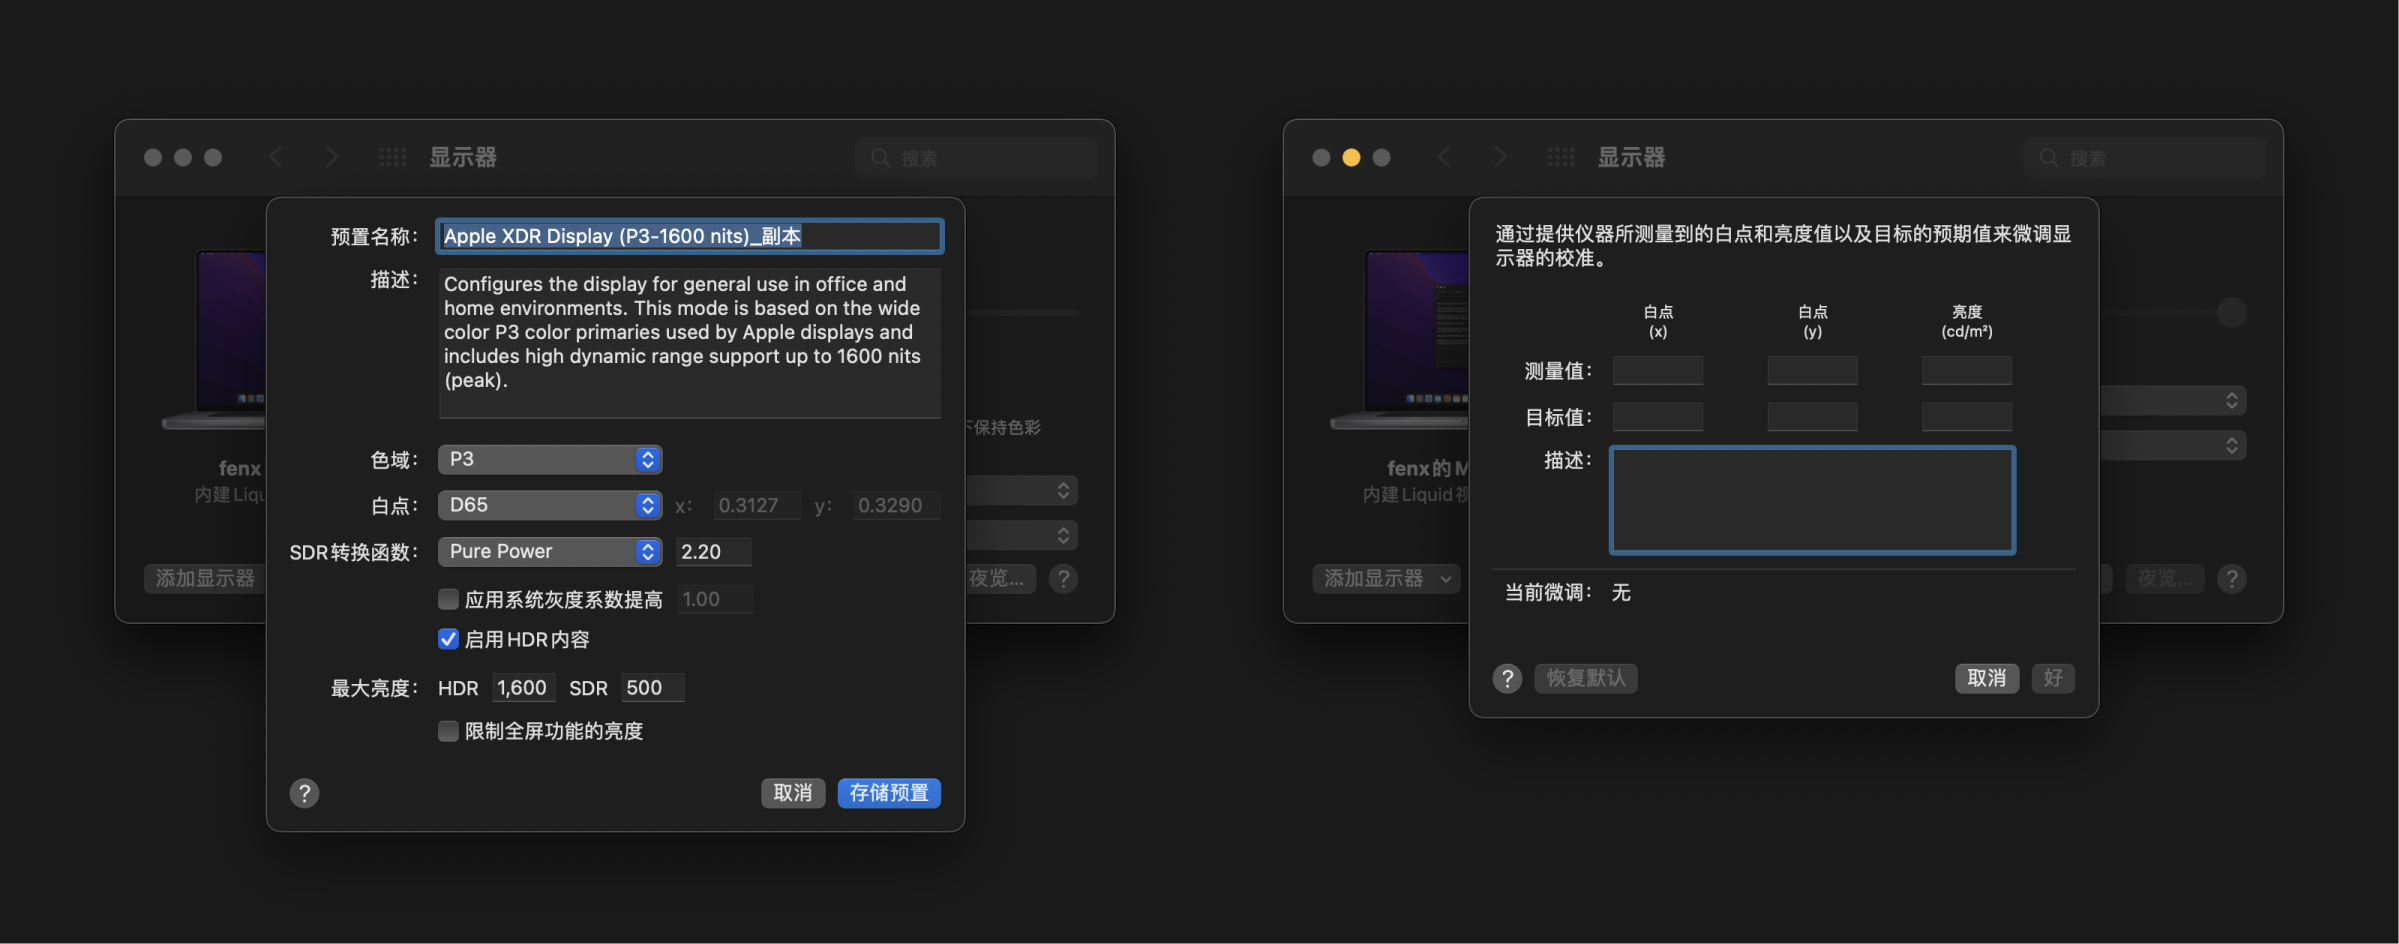 显示器
搜索
预置名称：
Apple XDR Display (P3-1600 nits)_副本
描述：
Configures the display for general use in office and
home environments. This mode is based on the wide
color P3 color primaries used by Apple displays and
includes high dynamic range support up to 1600 nits
(peak).
下保持色彩
色域：
P3
fenx
内建 Liqu
白点：
D65
x:
0.3127
y:
0.3290
SDR转换函数：
Pure Power
2.20
添加显示器
夜览...
?
应用系统灰度系数提高
1.00
启用HDR内容
最大亮度：
HDR
1,600
SDR
500
限制全屏功能的亮度
?
取消
存储预置
显示器
搜索
通过提供仪器所测量到的白点和亮度值以及目标的预期值来微调显
示器的校准。
白点
(x)
白点
(y)
亮度
(cd/m²)
测量值：
目标值：
描述：
fenx的 M
内建 Liquid 视
添加显示器
夜览...
?
当前微调：
无
?
恢复默认
取消
好